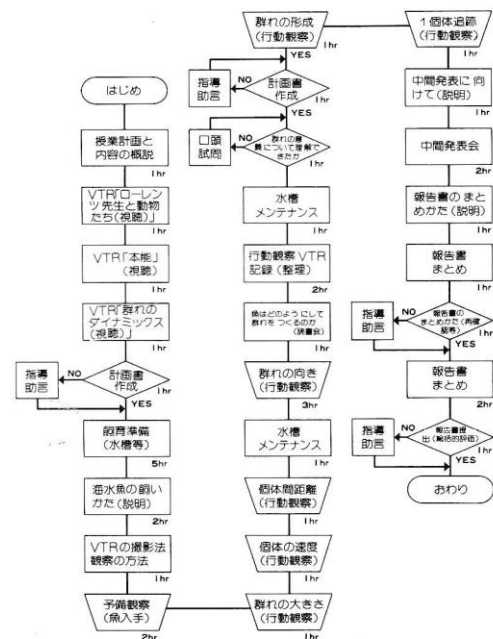 はじめ
授業計画と
内容の概説
1hr
VTR「ローレン
ツ先生と動物
たち(視聴)」
1hr
VTR「本能」
(視聴)
1hr
VTR「群れの
ダイナミックス
(視聴)」
1hr
計画書
作成
NO
指導
助言
1hr
YES
飼育準備
(水槽等)
5hr
海水魚の飼い
かた(説明)
2hr
VTRの撮影法
観察の方法
1hr
予備観察
(魚入手)
2hr
群れの形成
(行動観察)
1hr
YES
計画書
作成
NO
指導
助言
1hr
YES
群れの意
義について理解で
きたか
NO
口頭
試問
1hr
水槽
メンテナンス
1hr
行動観察VTR
記録(整理)
2hr
魚はどのようにして
群れをつくるのか
(読書会)
1hr
群れの向き
(行動観察)
3hr
水槽
メンテナンス
1hr
個体間距離
(行動観察)
1hr
個体の速度
(行動観察)
1hr
群れの大きさ
(行動観察)
1hr
1個体追跡
(行動観察)
1hr
中間発表に向
けて(説明)
1hr
中間発表会
2hr
報告書のまと
めかた(説明)
1hr
報告書
まとめ
1hr
報告書の
まとめかた(再確
認等)
NO
指導
助言
1hr
YES
報告書
まとめ
2hr
報告書提
出(総括的評価)
NO
指導
助言
1hr
YES
おわり